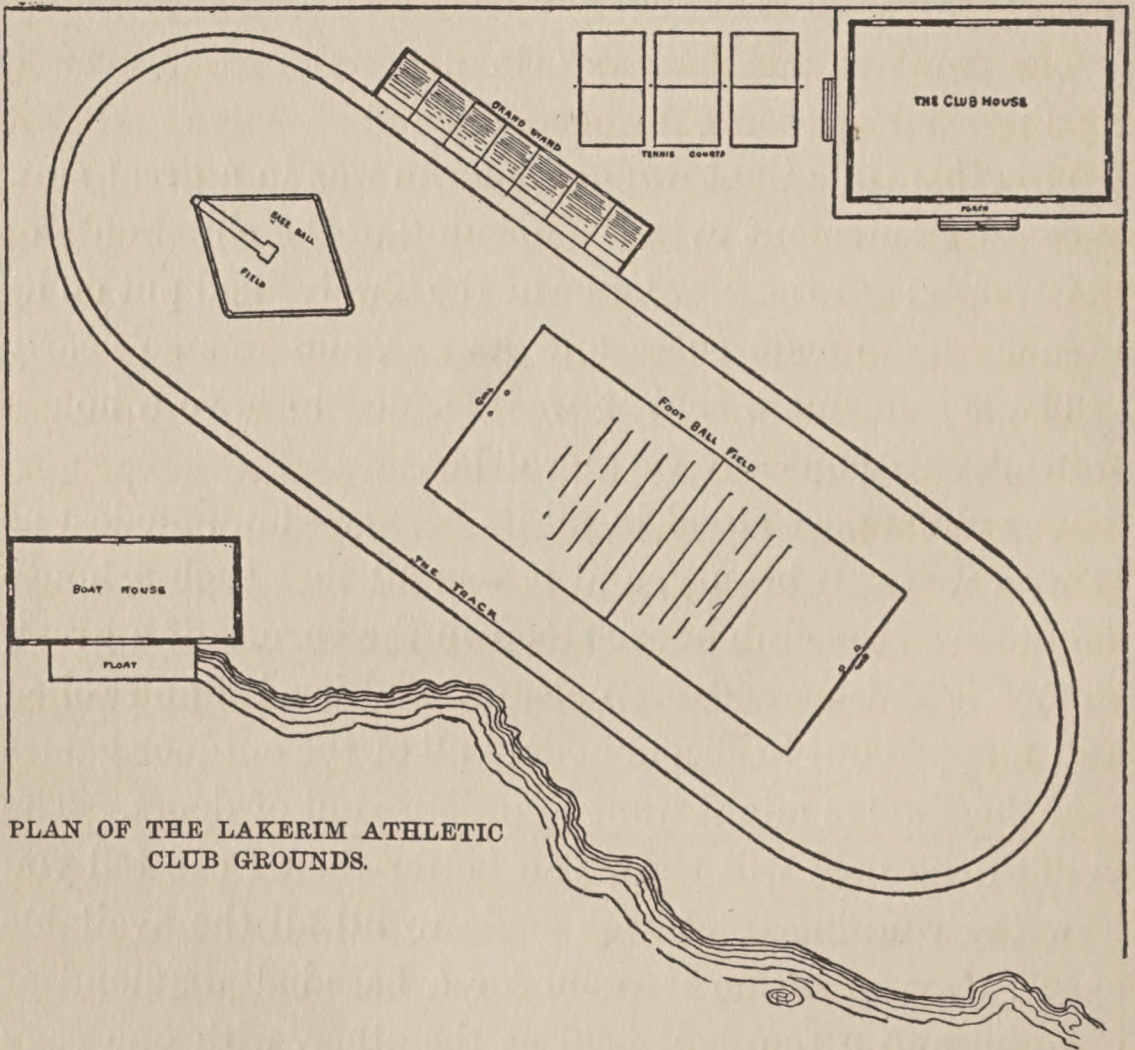 GRAND STAND
TENNIS COURTS
THE CLUB HOUSE
PORCH
BASE BALL
FIELD
GOAL
FOOT BALL FIELD
THE TRACK
BOAT HOUSE
FLOAT
PLAN OF THE LAKERIM ATHLETIC
CLUB GROUNDS.